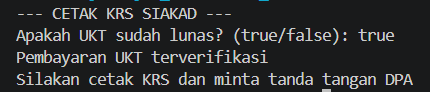 --- CETAK KRS SIAKAD ---
Apakah UKT sudah lunas? (true/false): true
Pembayaran UKT terverifikasi
Silakan cetak KRS dan minta tanda tangan DPA